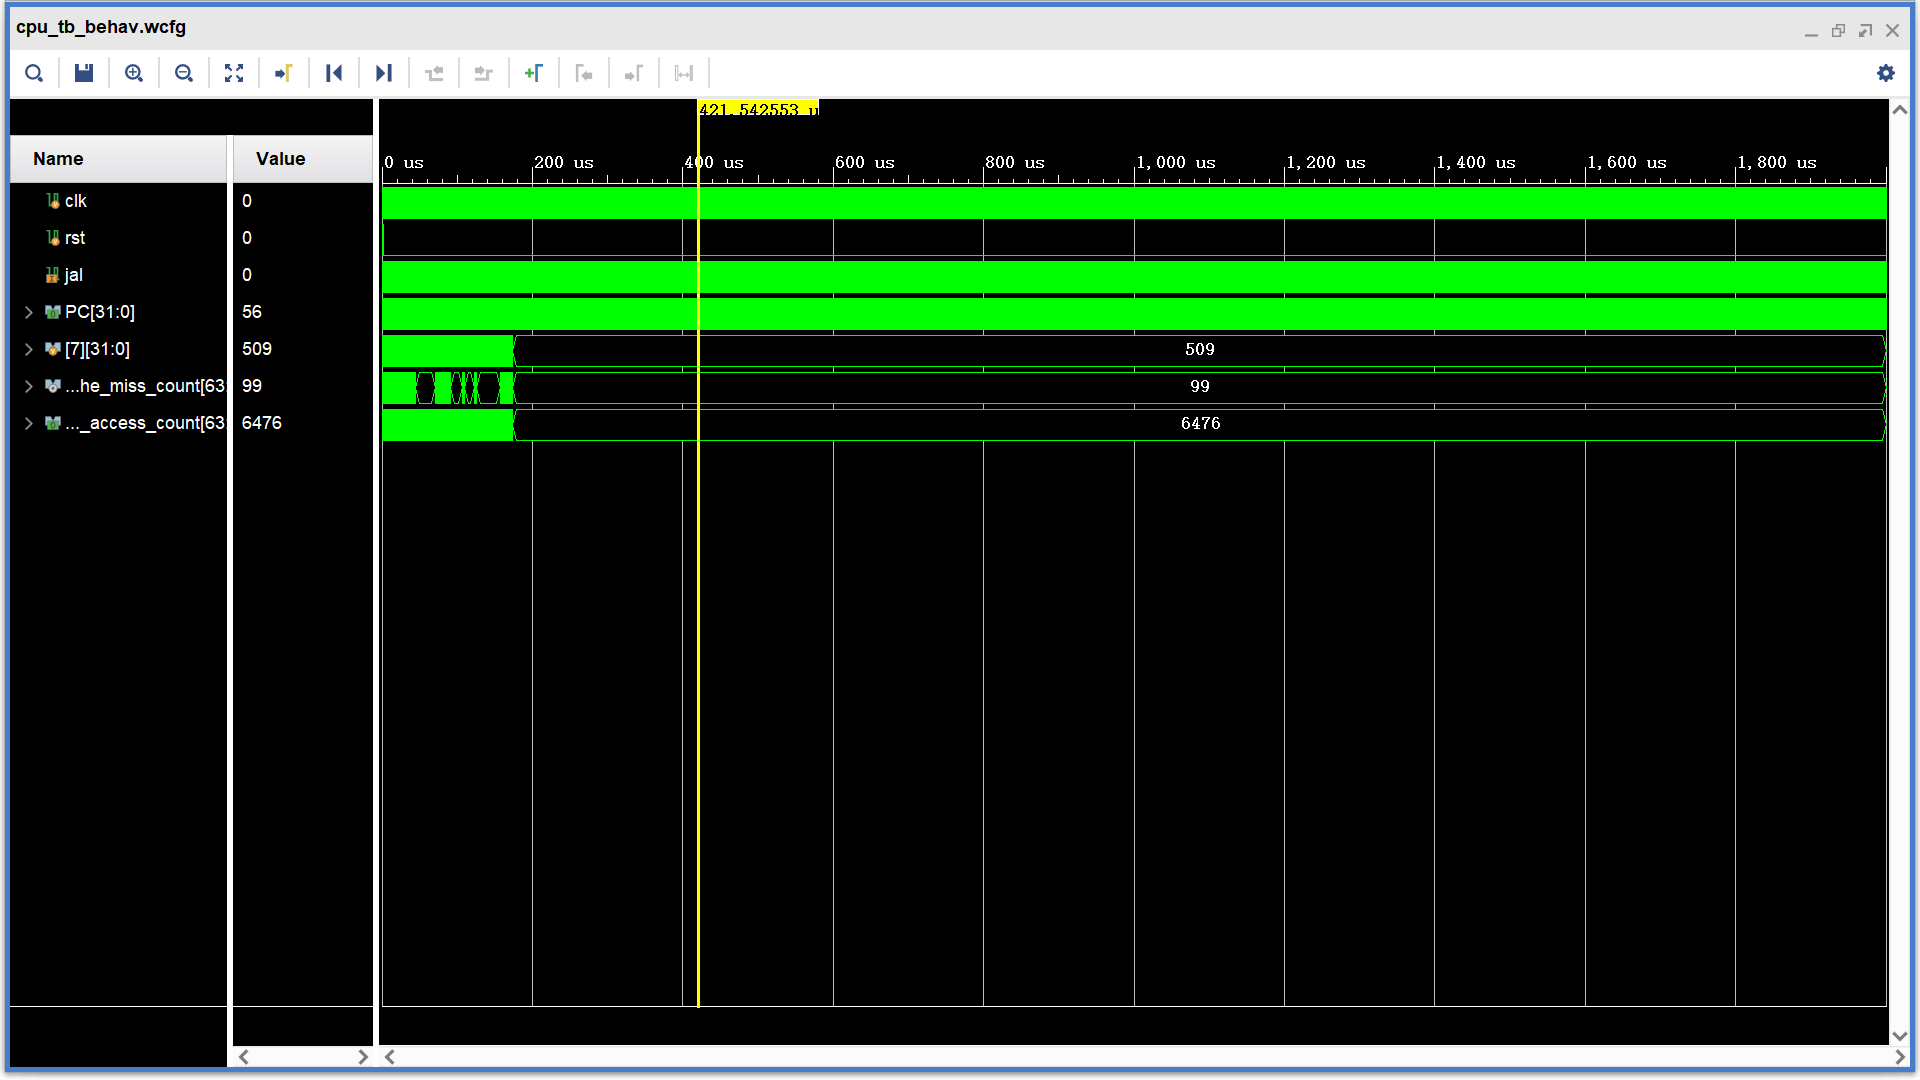 cpu_tb_behav.wcfg
421.542553 u
Name Value
0 us 200 us 400 us 600 us 800 us 1,000 us 1,200 us 1,400 us 1,600 us 1,800 us
clk 0
rst 0
jal 0
PC[31:0] 56
[7][31:0] 509 509
...he_miss_count[63: 99 99
..._access_count[63: 6476 6476